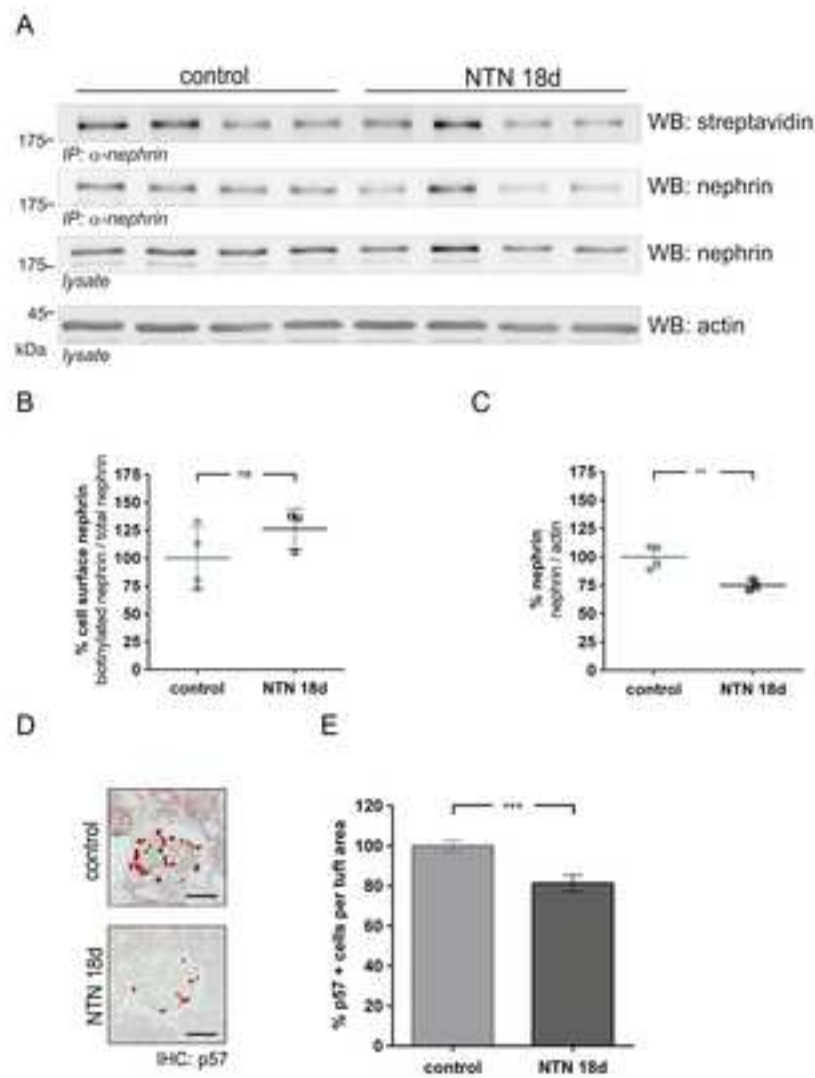 A
control NTN 18d
WB: streptavidin
175-
IP: α-nephrin
WB: nephrin
175-
IP: α-nephrin
WB: nephrin
175-
lysate
45-
WB: actin
kDa
lysate
B
% cell surface nephrin
biotinylated nephrin / total nephrin
175
150
125
100
75
50
25
0
ns
control NTN 18d
C
% nephrin
nephrin / actin
175
150
125
100
75
50
25
0
**
control NTN 18d
D
control
NTN 18d
IHC: p57
E
% p57 + cells per tuft area
120
100
80
60
40
20
0
***
control NTN 18d